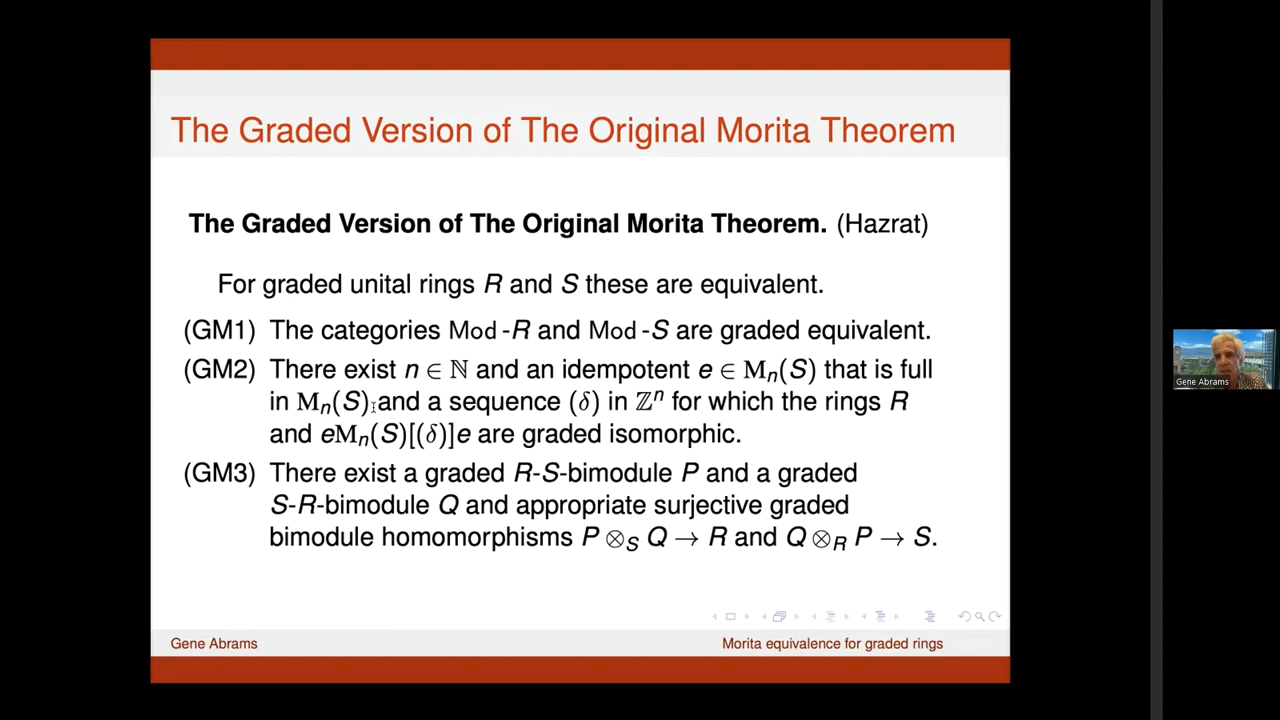 The Graded Version of The Original Morita Theorem
The Graded Version of The Original Morita Theorem. (Hazrat)
For graded unital rings R and S these are equivalent.
(GM1) The categories Mod -R and Mod -S are graded equivalent.
(GM2) There exist n ∈ ℕ and an idempotent e ∈ Mₙ(S) that is full
in Mₙ(S), and a sequence (δ) in ℤⁿ for which the rings R
and eMₙ(S)[(δ)]e are graded isomorphic.
(GM3) There exist a graded R-S-bimodule P and a graded
S-R-bimodule Q and appropriate surjective graded
bimodule homomorphisms P ⊗_S Q → R and Q ⊗_R P → S.
Gene Abrams
Morita equivalence for graded rings
Gene Abrams